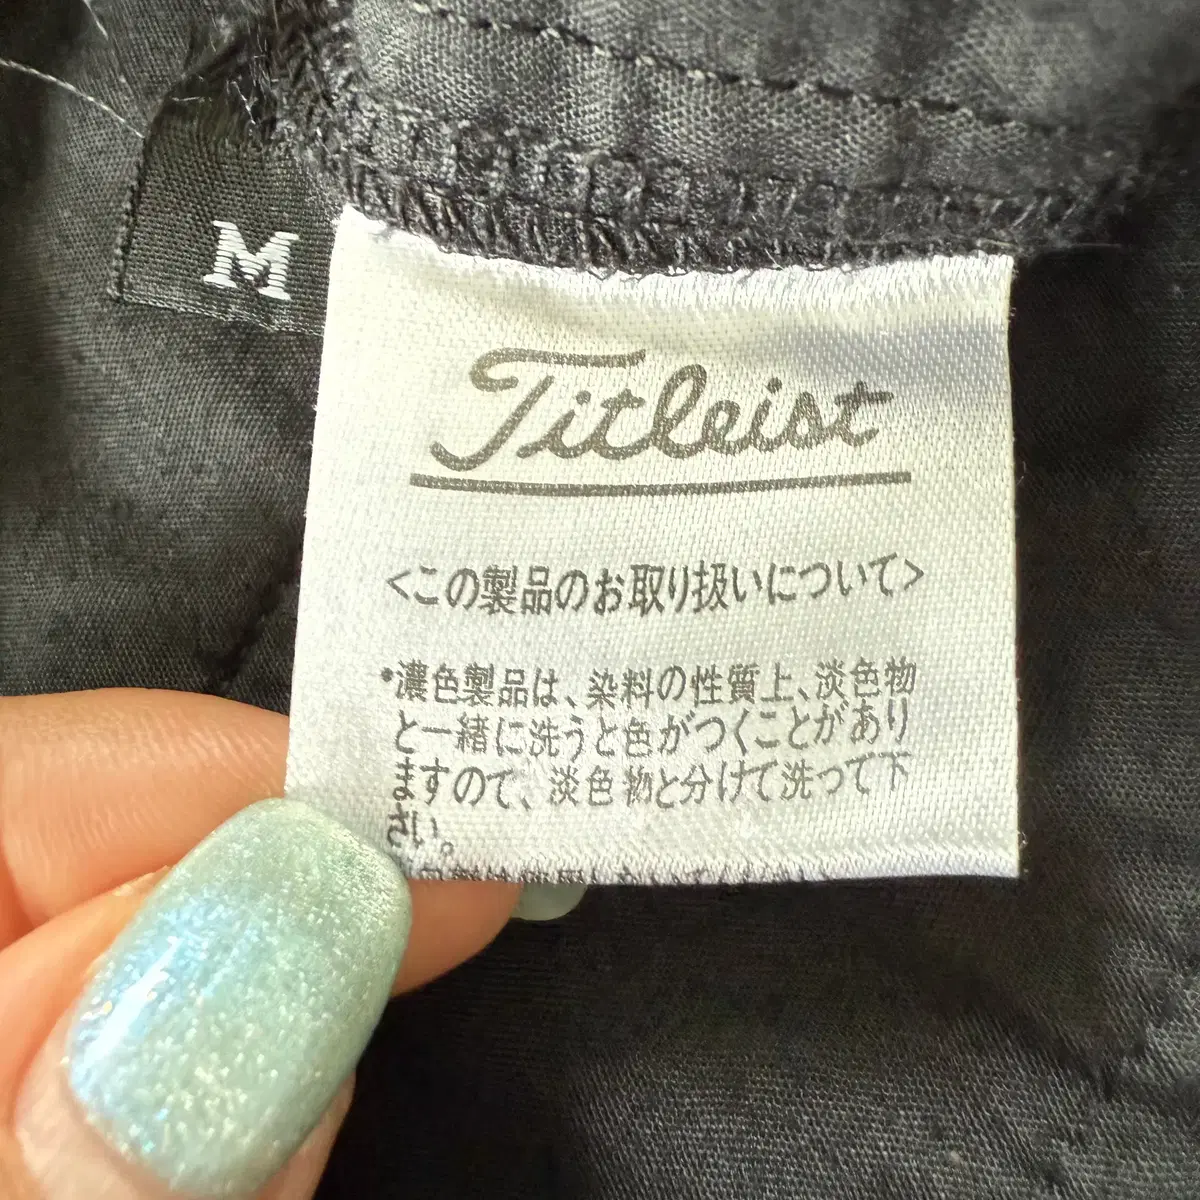 M
Titleist
<この製品のお取り扱いについて>
•濃色製品は、染料の性質上、淡色物
と一緒に洗うと色がつくことがあり
ますので、淡色物と分けて洗って下
さい。